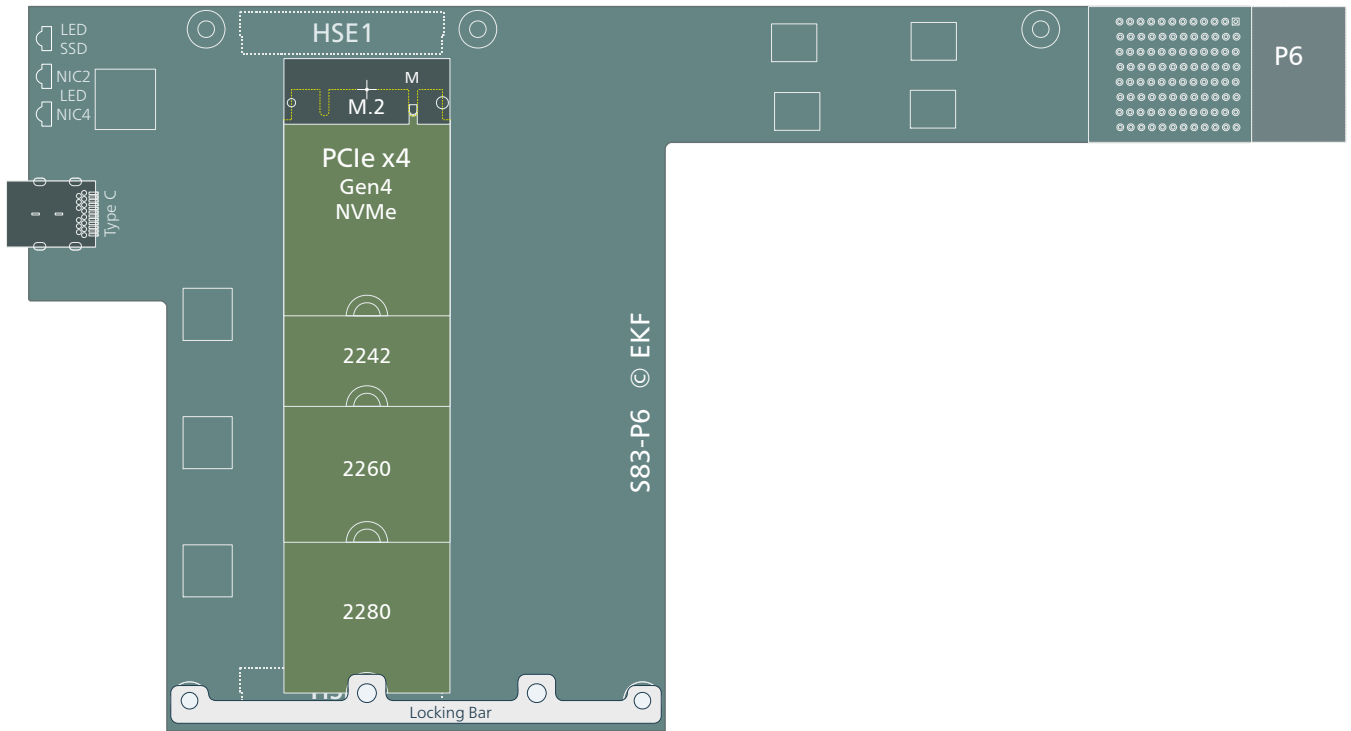 LED
SSD
NIC2
LED
NIC4
HSE1
M
M.2
P6
PCIe x4
Gen4
NVMe
Type C
2242
2260
2280
S83-P6 © EKF
Locking Bar